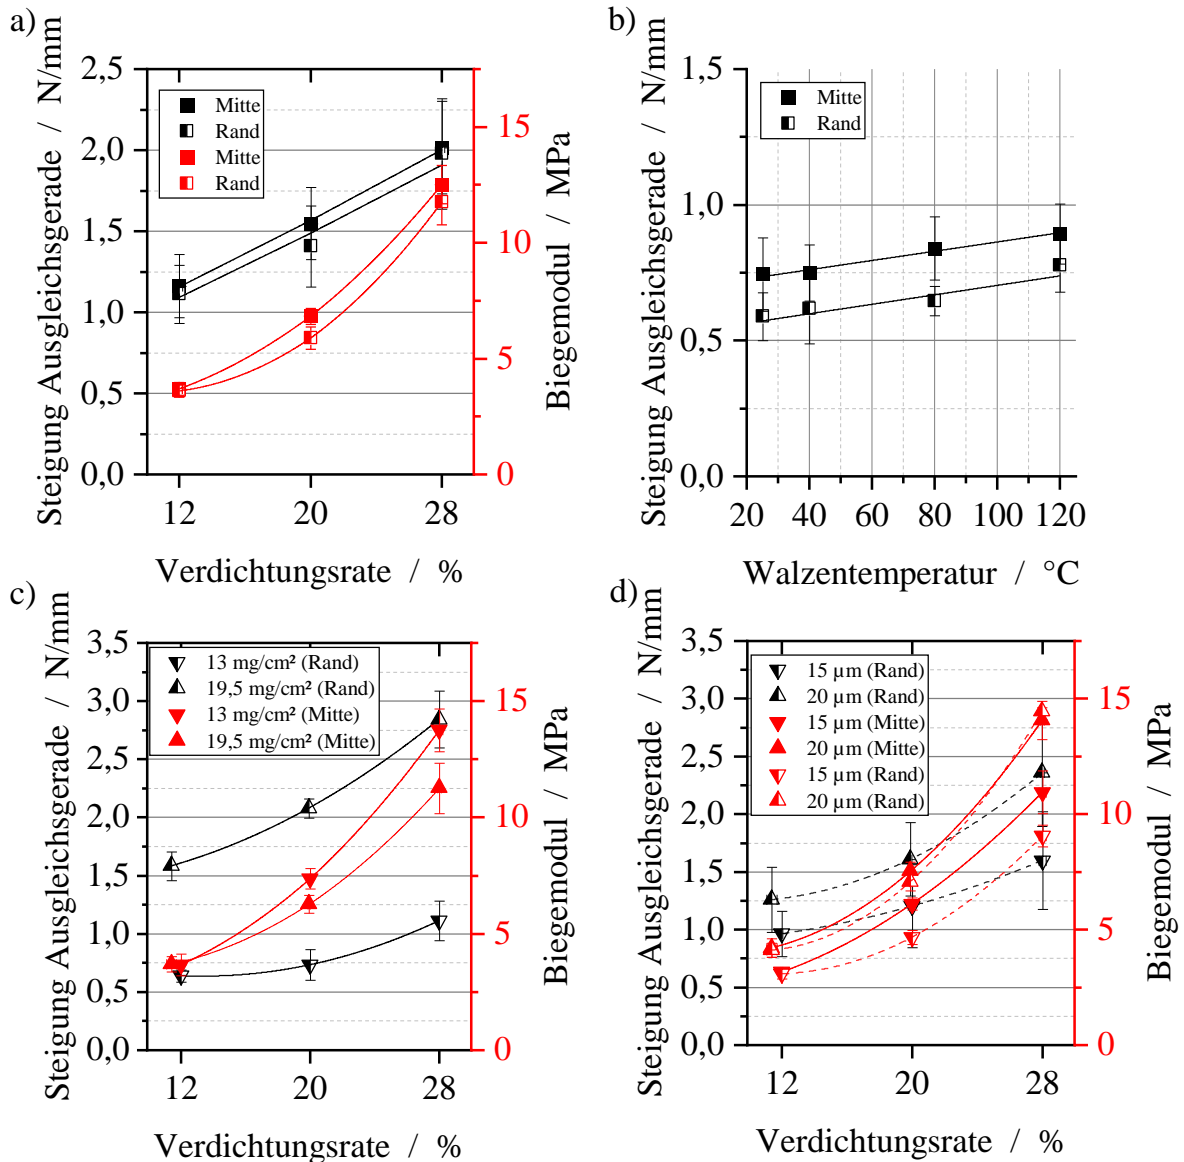 a)
Steigung Ausgleichsgerade / N/mm
2,5
2,0
1,5
1,0
0,5
0,0
Mitte
Rand
Mitte
Rand
15
10
5
0
Biegemodul / MPa
12 20 28
Verdichtungsrate / %
b)
Steigung Ausgleichsgerade / N/mm
1,5
1,0
0,5
0,0
Mitte
Rand
20 40 60 80 100 120
Walzentemperatur / °C
c)
Steigung Ausgleichsgerade / N/mm
3,5
3,0
2,5
2,0
1,5
1,0
0,5
0,0
13 mg/cm² (Rand)
19,5 mg/cm² (Rand)
13 mg/cm² (Mitte)
19,5 mg/cm² (Mitte)
15
10
5
0
Biegemodul / MPa
12 20 28
Verdichtungsrate / %
d)
Steigung Ausgleichsgerade / N/mm
3,5
3,0
2,5
2,0
1,5
1,0
0,5
0,0
15 µm (Rand)
20 µm (Rand)
15 µm (Mitte)
20 µm (Mitte)
15 µm (Rand)
20 µm (Rand)
15
10
5
0
Biegemodul / MPa
12 20 28
Verdichtungsrate / %